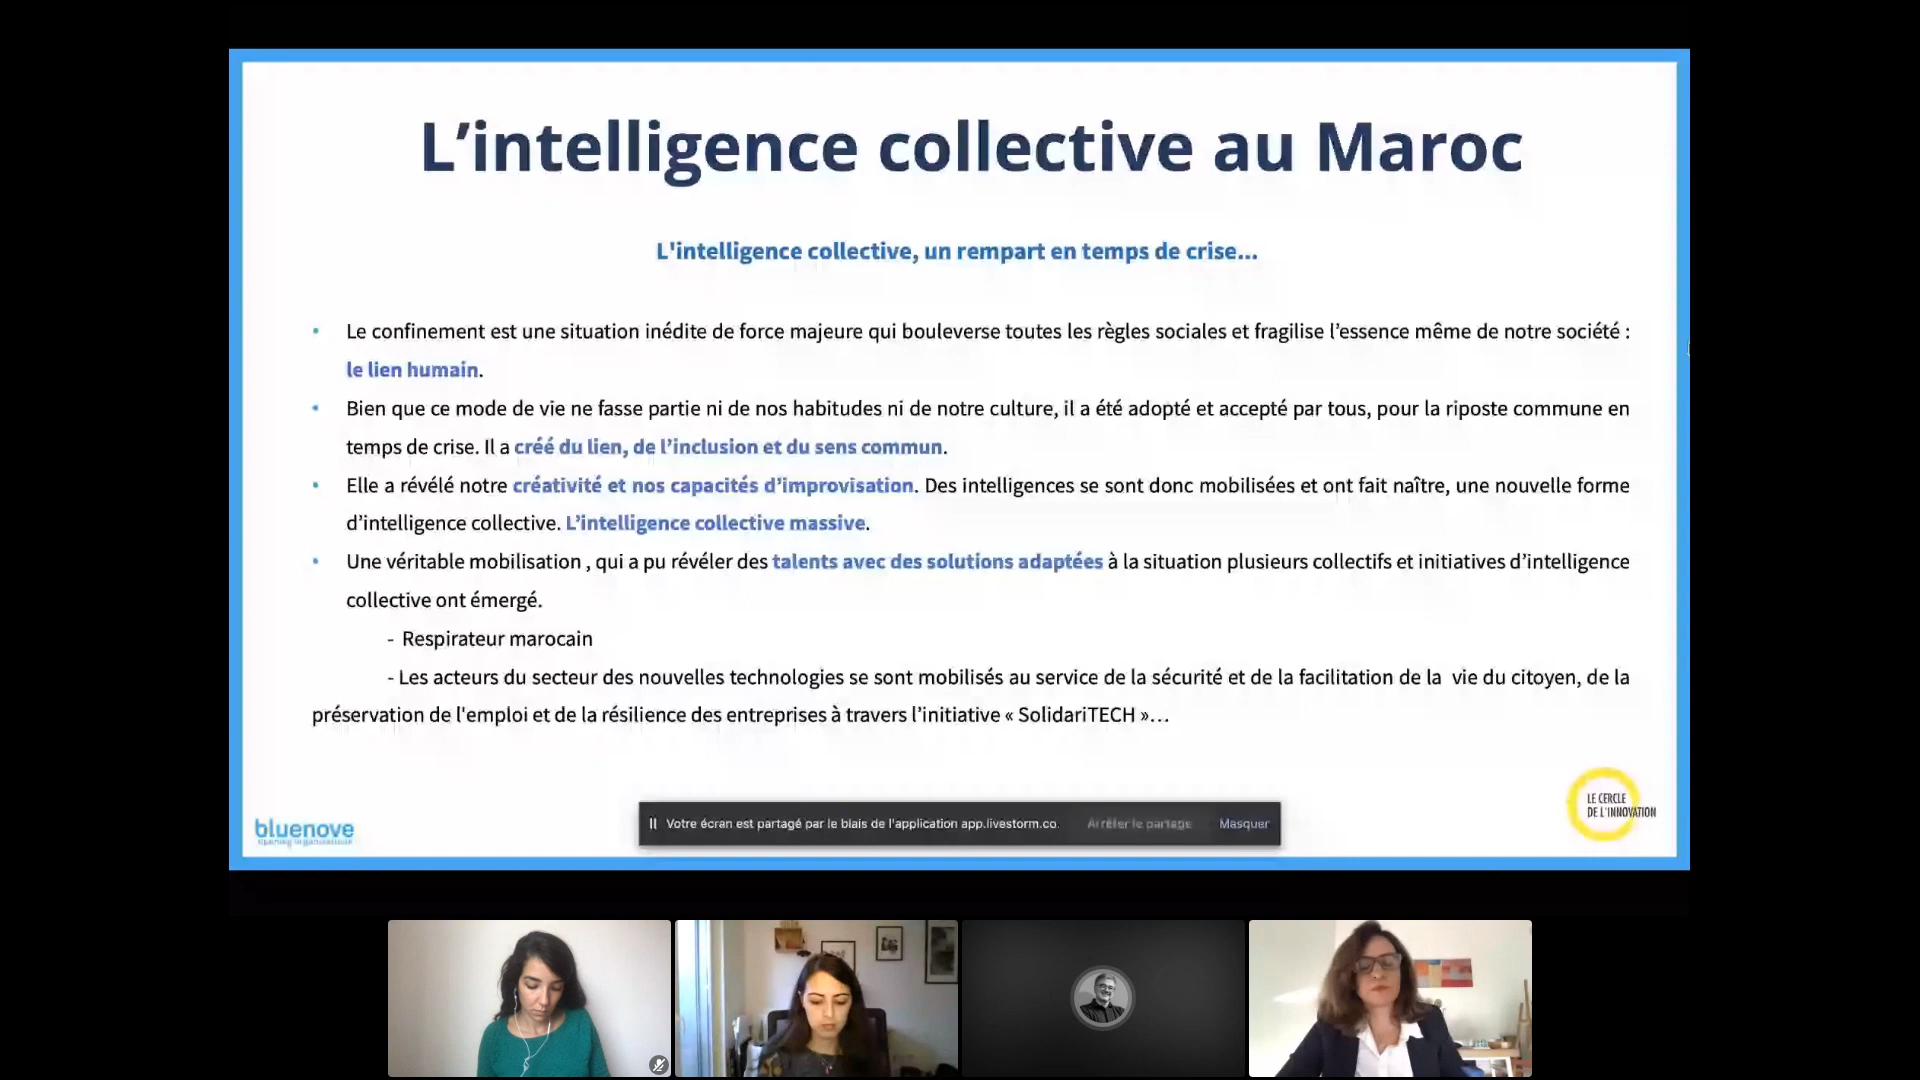 L’intelligence collective au Maroc
L'intelligence collective, un rempart en temps de crise...
• Le confinement est une situation inédite de force majeure qui bouleverse toutes les règles sociales et fragilise l’essence même de notre société :
le lien humain.
• Bien que ce mode de vie ne fasse partie ni de nos habitudes ni de notre culture, il a été adopté et accepté par tous, pour la riposte commune en
temps de crise. Il a créé du lien, de l’inclusion et du sens commun.
• Elle a révélé notre créativité et nos capacités d’improvisation. Des intelligences se sont donc mobilisées et ont fait naître, une nouvelle forme
d’intelligence collective. L’intelligence collective massive.
• Une véritable mobilisation , qui a pu révéler des talents avec des solutions adaptées à la situation plusieurs collectifs et initiatives d’intelligence
collective ont émergé.
- Respirateur marocain
- Les acteurs du secteur des nouvelles technologies se sont mobilisés au service de la sécurité et de la facilitation de la vie du citoyen, de la
préservation de l'emploi et de la résilience des entreprises à travers l’initiative « SolidariTECH »…
LE CERCLE
DE L'INNOVATION
bluenove
opening organizations
Votre écran est partagé par le biais de l'application app.livestorm.co.
Arrêter le partage
Masquer